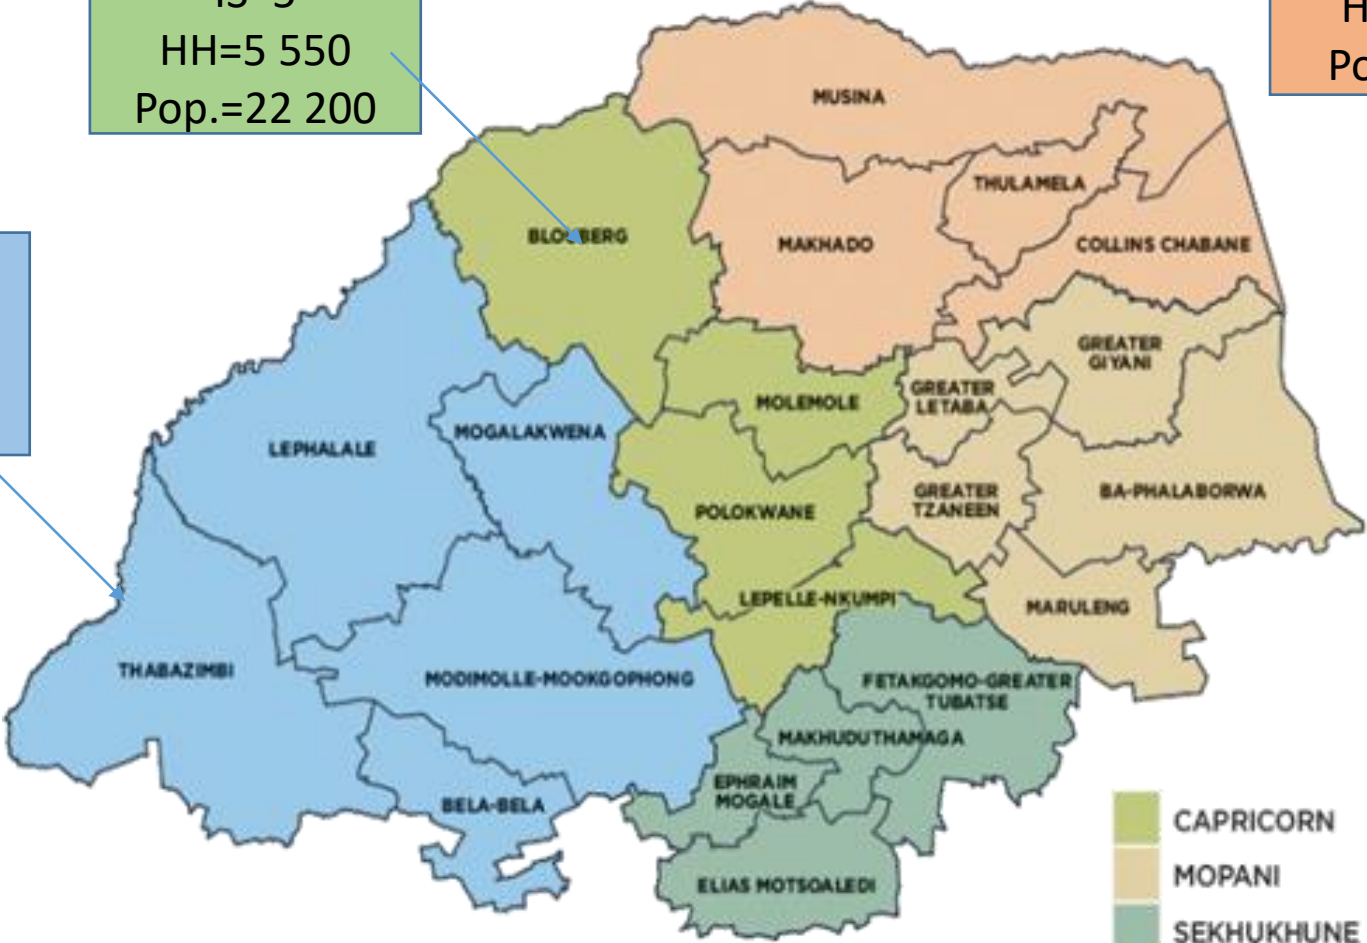 HH=5 550
Pop.=22 200
MUSINA
THULAMELA
BLOUBERG
MAKHADO
COLLINS CHABANE
GREATER
GIYANI
GREATER
LETABA
MOLEMOLE
MOGALAKWENA
LEPHALALE
BA-PHALABORWA
GREATER
TZANEEN
POLOKWANE
LEPELLE-NKUMPI
MARULENG
THABAZIMBI
MODIMOLLE-MOOKGOPHONG
FETAKGOMO-GREATER
TUBATSE
MAKHUDUTHAMAGA
EPHRAIM
MOGALE
BELA-BELA
ELIAS MOTSOALEDI
CAPRICORN
MOPANI
SEKHUKHUNE